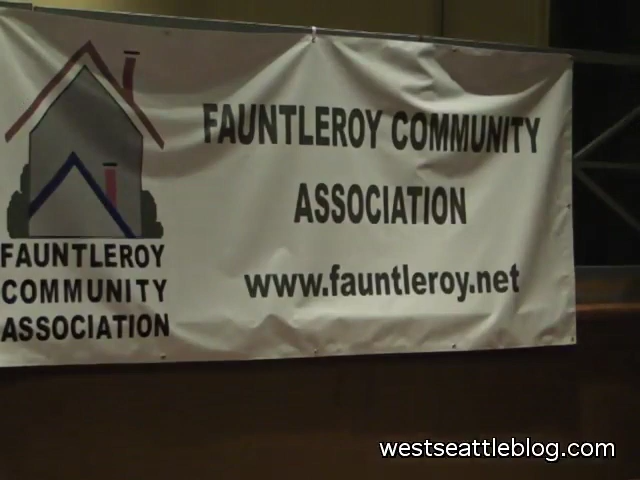 FAUNTLEROY
COMMUNITY
ASSOCIATION
FAUNTLEROY COMMUNITY
ASSOCIATION
www.fauntleroy.net
westseattleblog.com